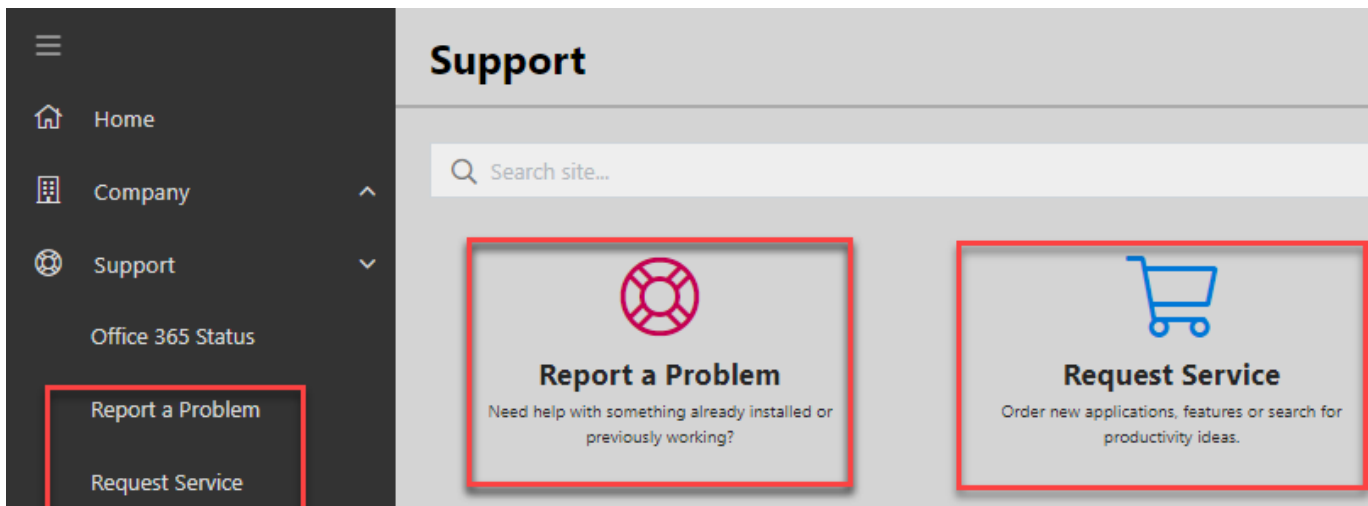 Home
Company
Support
Office 365 Status
Report a Problem
Request Service
Support
Search site...
Report a Problem
Need help with something already installed or
previously working?
Request Service
Order new applications, features or search for
productivity ideas.